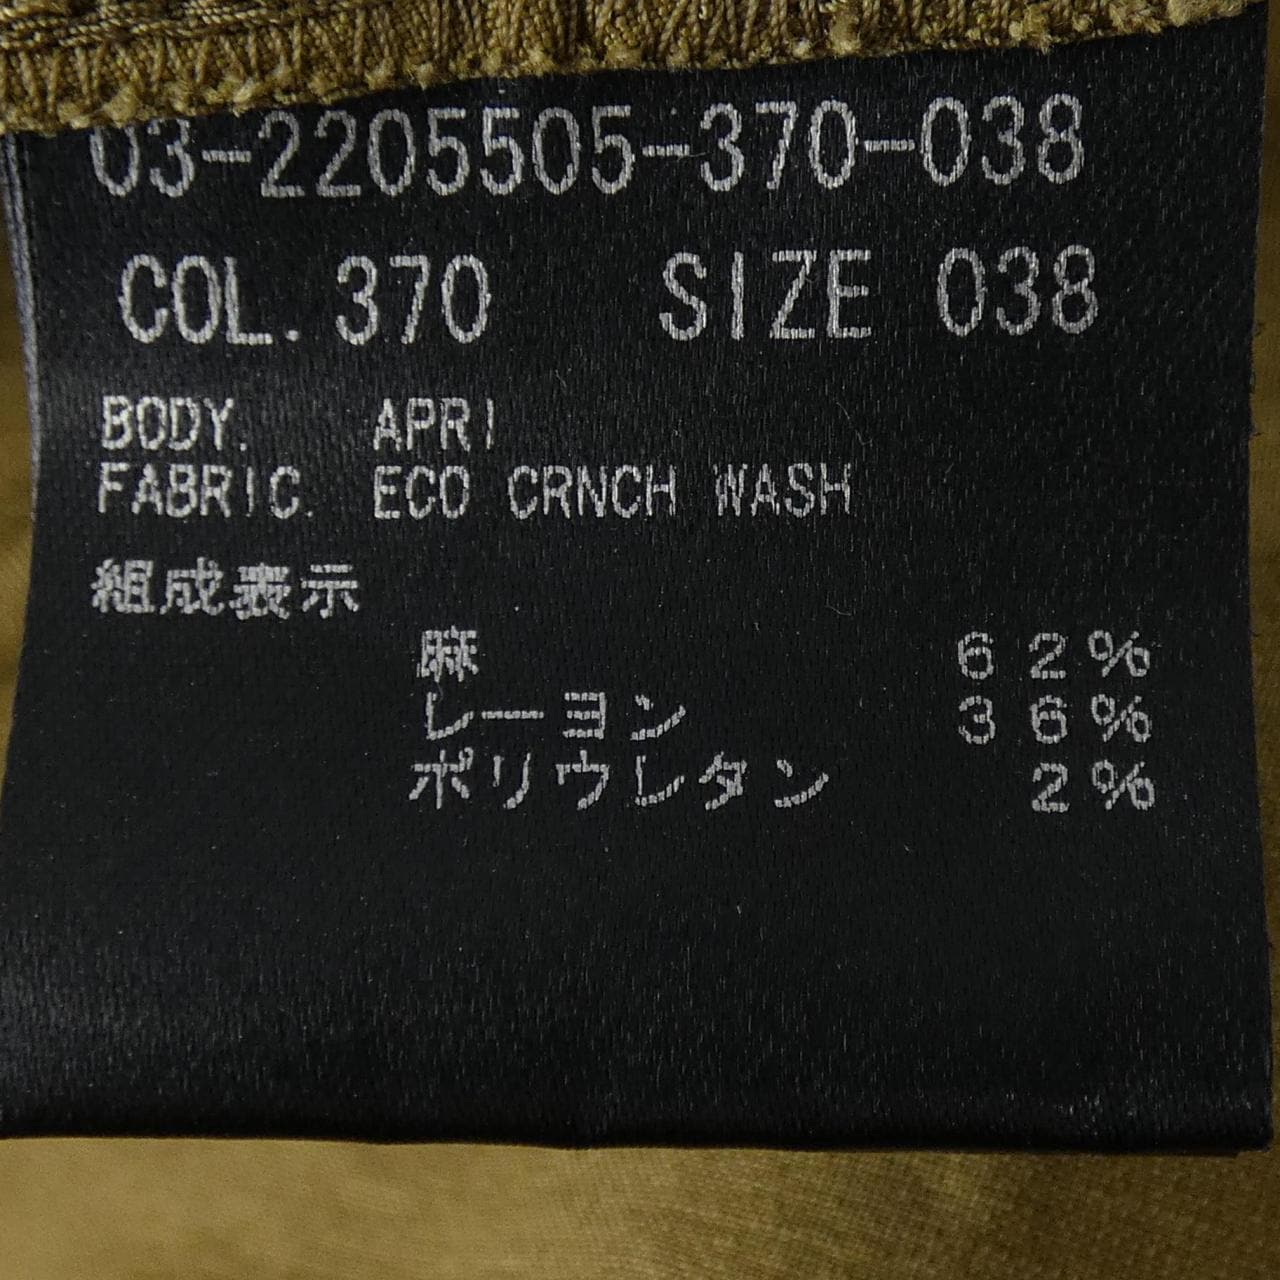 03-2205505-370-038
COL. 370 SIZE 038
BODY. APRI
FABRIC. ECO CRNCH WASH
組成表示
麻 62%
レーヨン 36%
ポリウレタン 2%